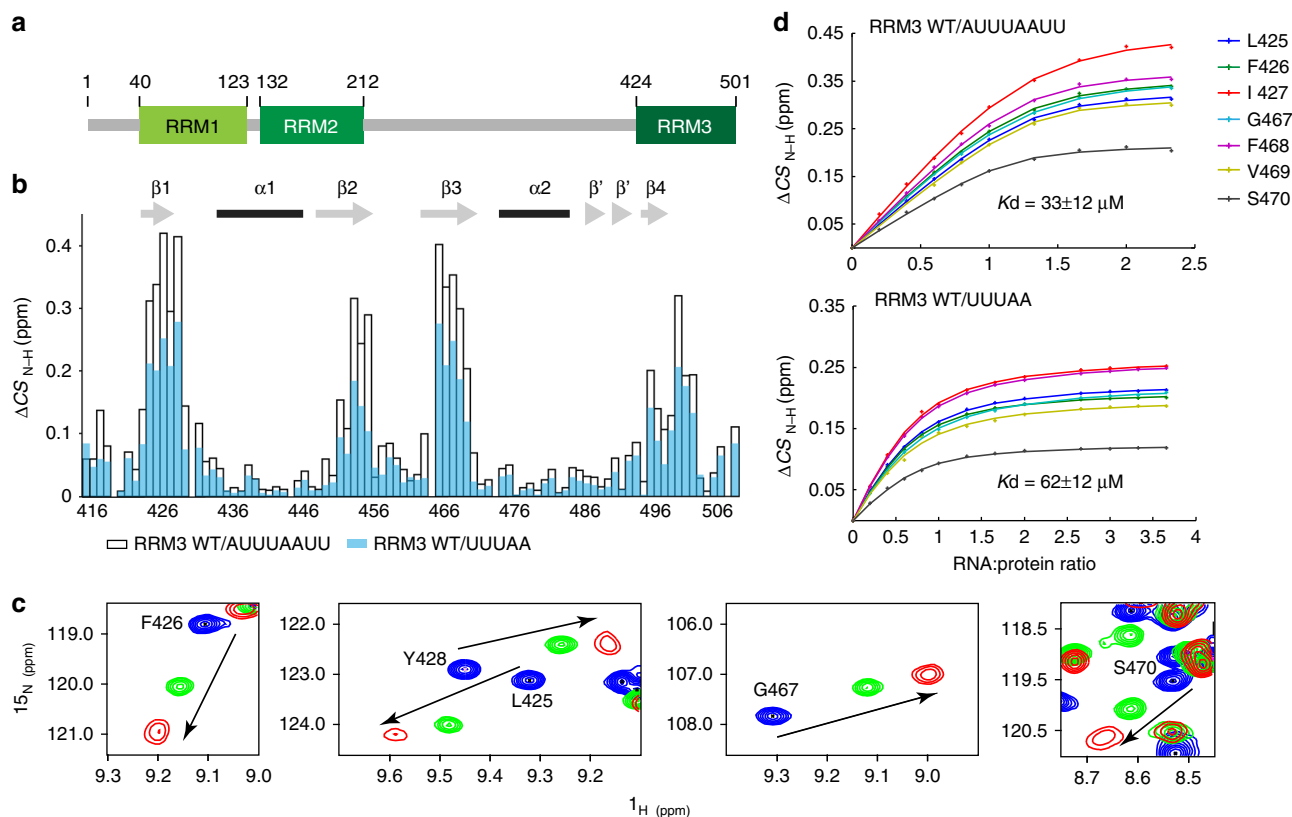 a
1 40 123 132 212 424 501
RRM1 RRM2 RRM3
b
β1 α1 β2 β3 α2 β' β' β4
ΔCS N–H (ppm)
0.4
0.3
0.2
0.1
0
416 426 436 446 456 466 476 486 496 506
RRM3 WT/AUUUAAUU RRM3 WT/UUUAA
c
15N (ppm)
F426
119.0
120.0
121.0
9.3 9.2 9.1 9.0
Y428
L425
122.0
123.0
124.0
9.6 9.5 9.4 9.3 9.2
G467
106.0
107.0
108.0
9.3 9.2 9.1 9.0
S470
118.5
119.5
120.5
8.7 8.6 8.5
1H (ppm)
d
RRM3 WT/AUUUAAUU
ΔCS N–H (ppm)
0.45
0.35
0.25
0.15
0.05
Kd = 33±12 μM
0 0.5 1.0 1.5 2.0 2.5
L425
F426
I 427
G467
F468
V469
S470
RRM3 WT/UUUAA
ΔCS N–H (ppm)
0.35
0.25
0.15
0.05
Kd = 62±12 μM
0 0.5 1 1.5 2 2.5 3 3.5 4
RNA:protein ratio